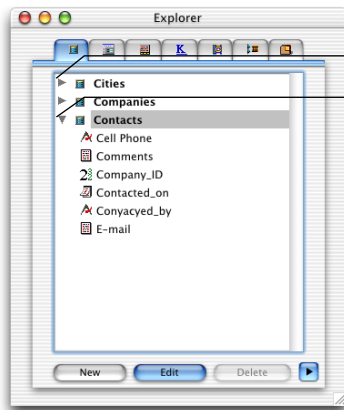 Explorer
K
Cities
Companies
Contacts
Cell Phone
Comments
Company_ID
Contacted_on
Conyacyed_by
E-mail
New Edit Delete